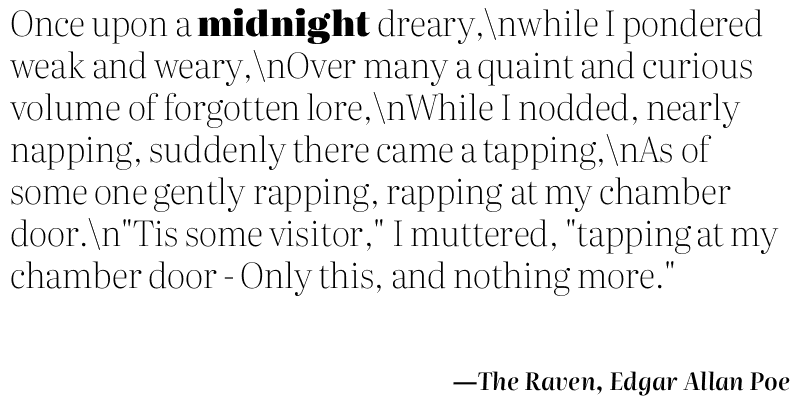 Once upon a midnight dreary,\nwhile I pondered
weak and weary,\nOver many a quaint and curious
volume of forgotten lore,\nWhile I nodded, nearly
napping, suddenly there came a tapping,\nAs of
some one gently rapping, rapping at my chamber
door.\n"Tis some visitor," I muttered, "tapping at my
chamber door - Only this, and nothing more."
—The Raven, Edgar Allan Poe